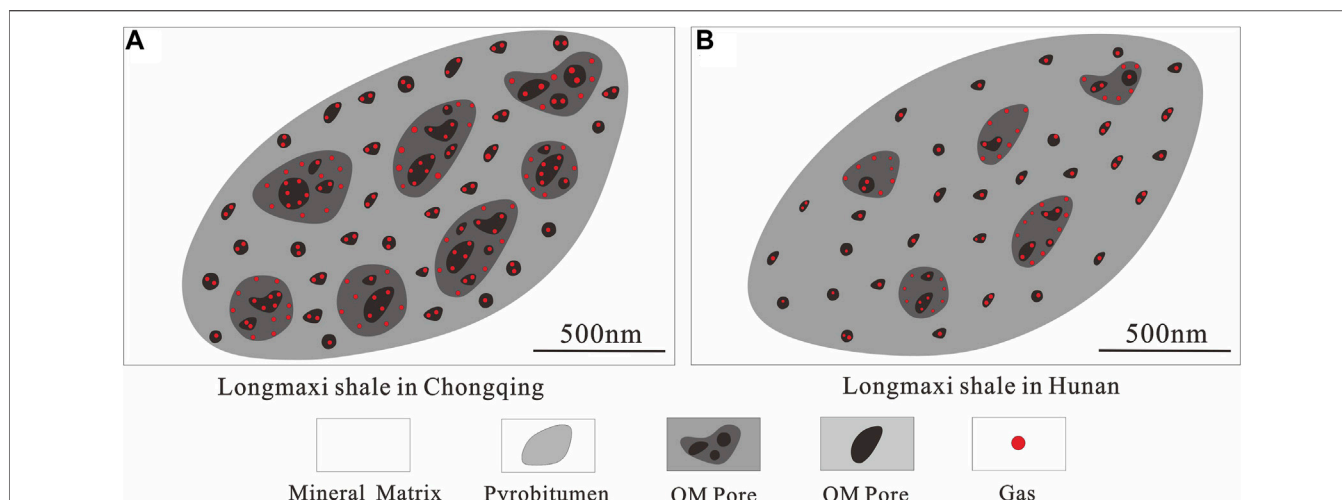 A
B
500nm
500nm
Longmaxi shale in Chongqing
Longmaxi shale in Hunan
Mineral Matrix
Pyrobitumen
OM Pore
OM Pore
Gas